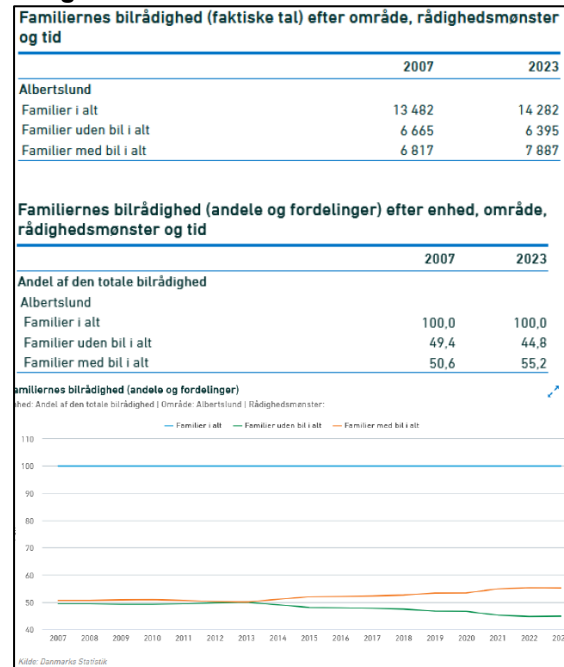 Familiernes bilrådighed (faktiske tal) efter område, rådighedsmønster
og tid
2007 2023
Albertslund
Familier i alt 13 482 14 282
Familier uden bil i alt 6 665 6 395
Familier med bil i alt 6 817 7 887
Familiernes bilrådighed (andele og fordelinger) efter enhed, område,
rådighedsmønster og tid
2007 2023
Andel af den totale bilrådighed
Albertslund
Familier i alt 100,0 100,0
Familier uden bil i alt 49,4 44,8
Familier med bil i alt 50,6 55,2
amiliernes bilrådighed (andele og fordelinger)
hed: Andel af den totale bilrådighed | Område: Albertslund | Rådighedsmønster:
Familier i alt Familier uden bil i alt Familier med bil i alt
110
100
90
80
70
60
50
40
2007 2008 2009 2010 2011 2012 2013 2014 2015 2016 2017 2018 2019 2020 2021 2022 202
Kilde: Danmarks Statistik